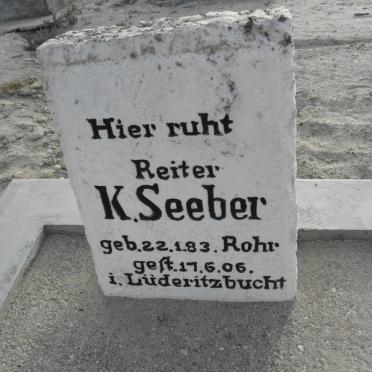 Hier ruht
Reiter
K. Seeber
geb. 22.1.83. Rohr
gest. 17.6.06.
i. Lüderitzbucht